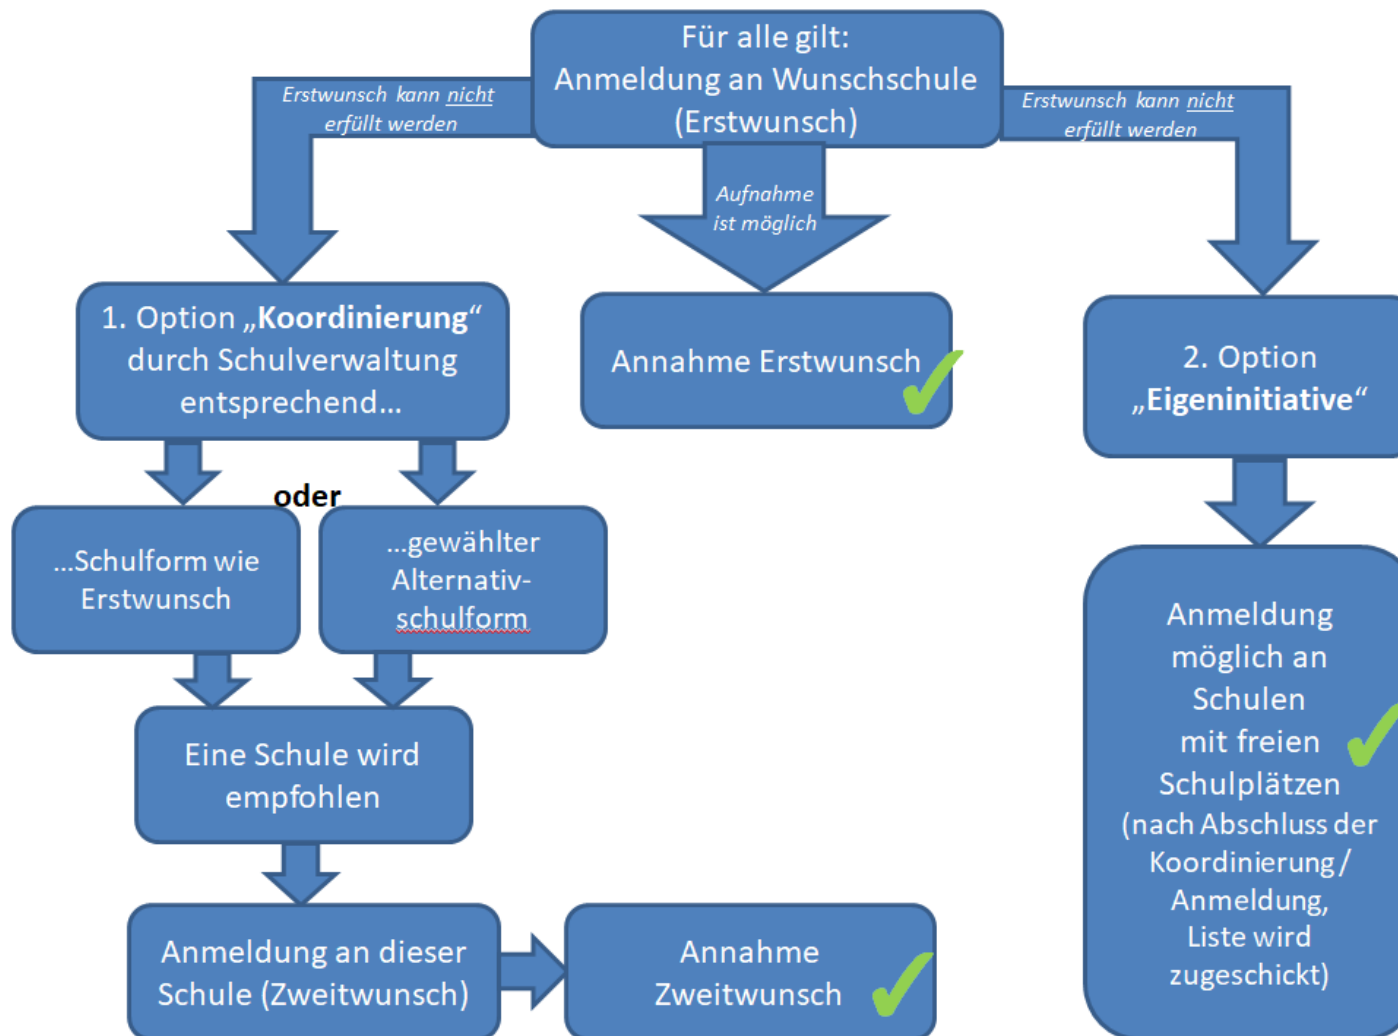 Für alle gilt:
Anmeldung an Wunschschule
(Erstwunsch)
Erstwunsch kann nicht
erfüllt werden
Aufnahme
ist möglich
Erstwunsch kann nicht
erfüllt werden
1. Option „Koordinierung“
durch Schulverwaltung
entsprechend...
Annahme Erstwunsch
2. Option
„Eigeninitiative“
oder
...Schulform wie
Erstwunsch
...gewählter
Alternativ-
schulform
Eine Schule wird
empfohlen
Anmeldung an dieser
Schule (Zweitwunsch)
Annahme
Zweitwunsch
Anmeldung
möglich an
Schulen
mit freien
Schulplätzen
(nach Abschluss der
Koordinierung/
Anmeldung,
Liste wird
zugeschickt)